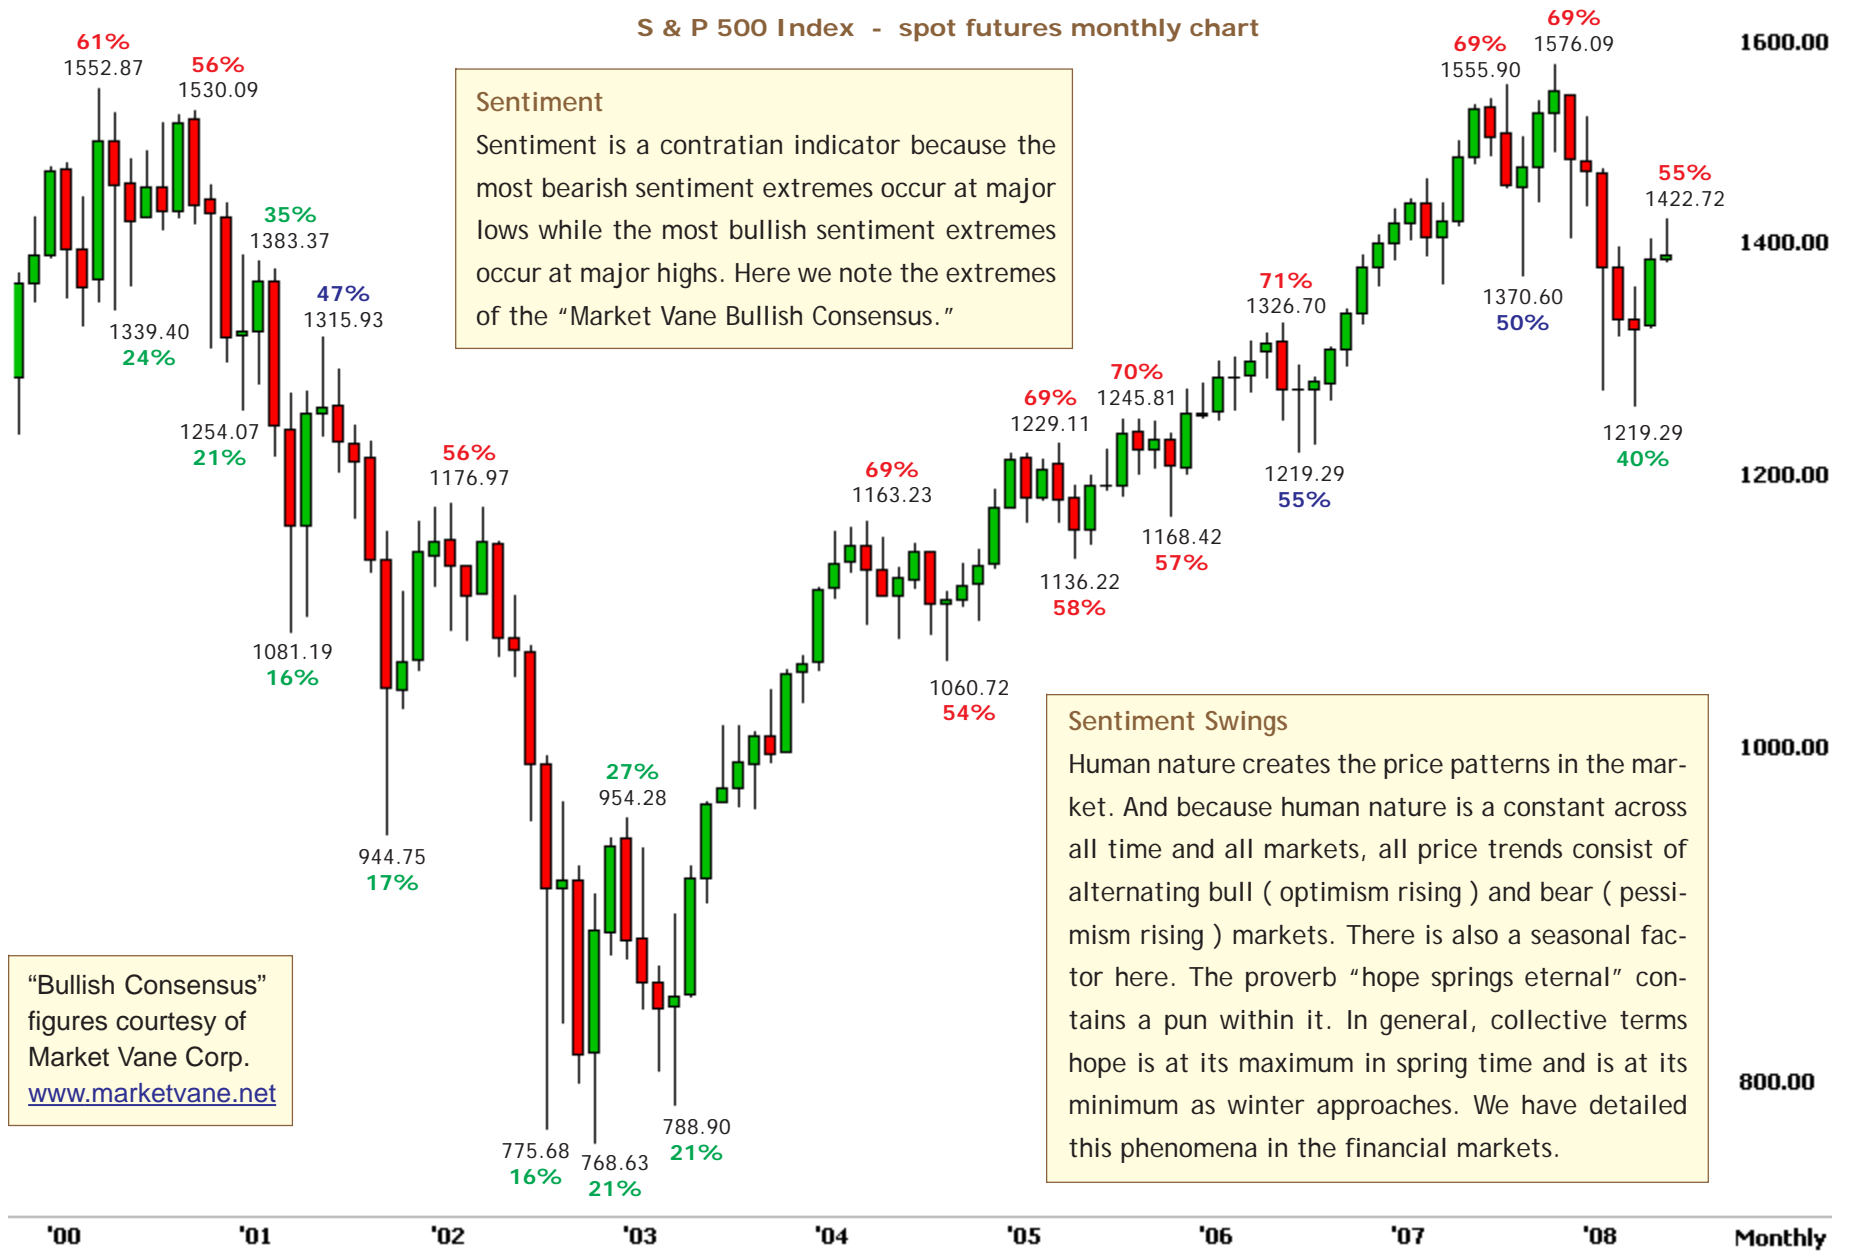 S & P 500 Index - spot futures monthly chart
61%
1552.87
56%
1530.09
35%
1383.37
47%
1315.93
1339.40
24%
1254.07
21%
1081.19
16%
56%
1176.97
944.75
17%
27%
954.28
775.68
16%
768.63
21%
788.90
21%
69%
1163.23
1060.72
54%
69%
1229.11
1136.22
58%
70%
1245.81
1168.42
57%
71%
1326.70
1219.29
55%
69%
1555.90
69%
1576.09
1370.60
50%
55%
1422.72
1219.29
40%
Sentiment
Sentiment is a contratian indicator because the
most bearish sentiment extremes occur at major
lows while the most bullish sentiment extremes
occur at major highs. Here we note the extremes
of the “Market Vane Bullish Consensus.”
Sentiment Swings
Human nature creates the price patterns in the mar-
ket. And because human nature is a constant across
all time and all markets, all price trends consist of
alternating bull ( optimism rising ) and bear ( pessi-
mism rising ) markets. There is also a seasonal fac-
tor here. The proverb “hope springs eternal” con-
tains a pun within it. In general, collective terms
hope is at its maximum in spring time and is at its
minimum as winter approaches. We have detailed
this phenomena in the financial markets.
“Bullish Consensus”
figures courtesy of
Market Vane Corp.
www.marketvane.net
1600.00
1400.00
1200.00
1000.00
800.00
'00 '01 '02 '03 '04 '05 '06 '07 '08 Monthly